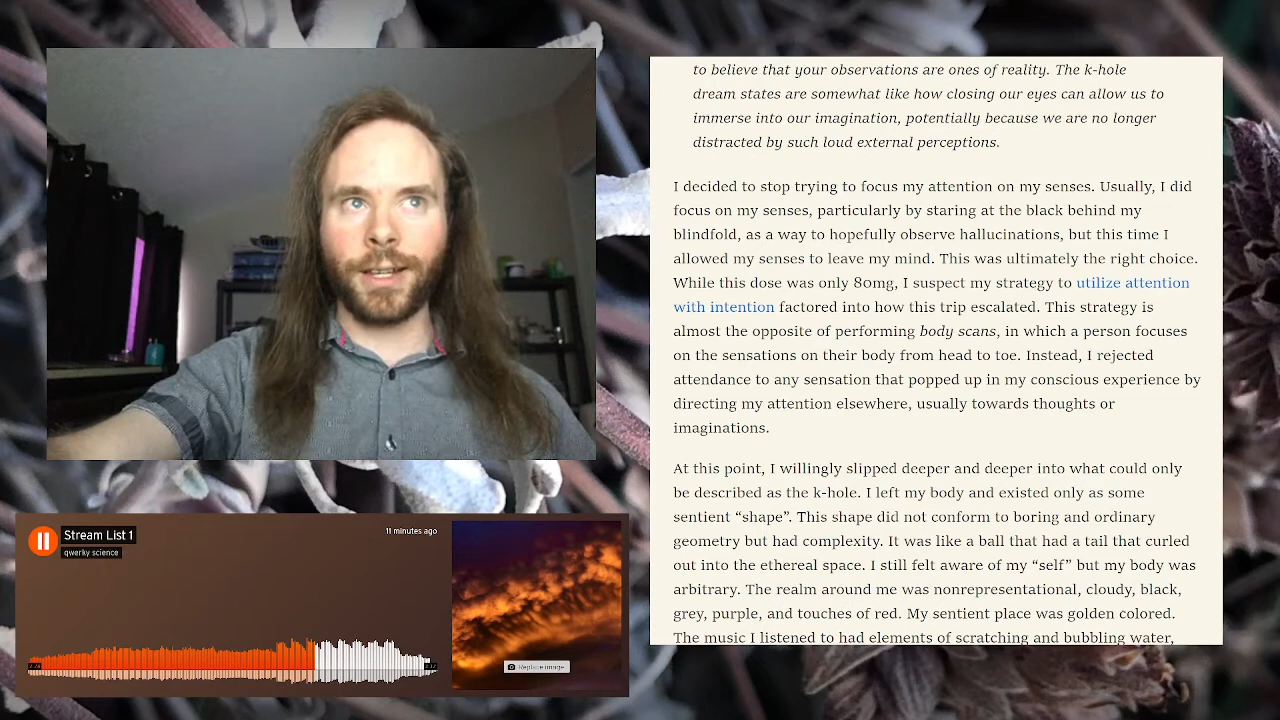 to believe that your observations are ones of reality. The k-hole
dream states are somewhat like how closing our eyes can allow us to
immerse into our imagination, potentially because we are no longer
distracted by such loud external perceptions.
I decided to stop trying to focus my attention on my senses. Usually, I did
focus on my senses, particularly by staring at the black behind my
blindfold, as a way to hopefully observe hallucinations, but this time I
allowed my senses to leave my mind. This was ultimately the right choice.
While this dose was only 80mg, I suspect my strategy to utilize attention
with intention factored into how this trip escalated. This strategy is
almost the opposite of performing body scans, in which a person focuses
on the sensations on their body from head to toe. Instead, I rejected
attendance to any sensation that popped up in my conscious experience by
directing my attention elsewhere, usually towards thoughts or
imaginations.
At this point, I willingly slipped deeper and deeper into what could only
be described as the k-hole. I left my body and existed only as some
sentient “shape”. This shape did not conform to boring and ordinary
geometry but had complexity. It was like a ball that had a tail that curled
out into the ethereal space. I still felt aware of my “self” but my body was
arbitrary. The realm around me was nonrepresentational, cloudy, black,
grey, purple, and touches of red. My sentient place was golden colored.
The music I listened to had elements of scratching and bubbling water,
Stream List 1
qwerky science
11 minutes ago
Replace image